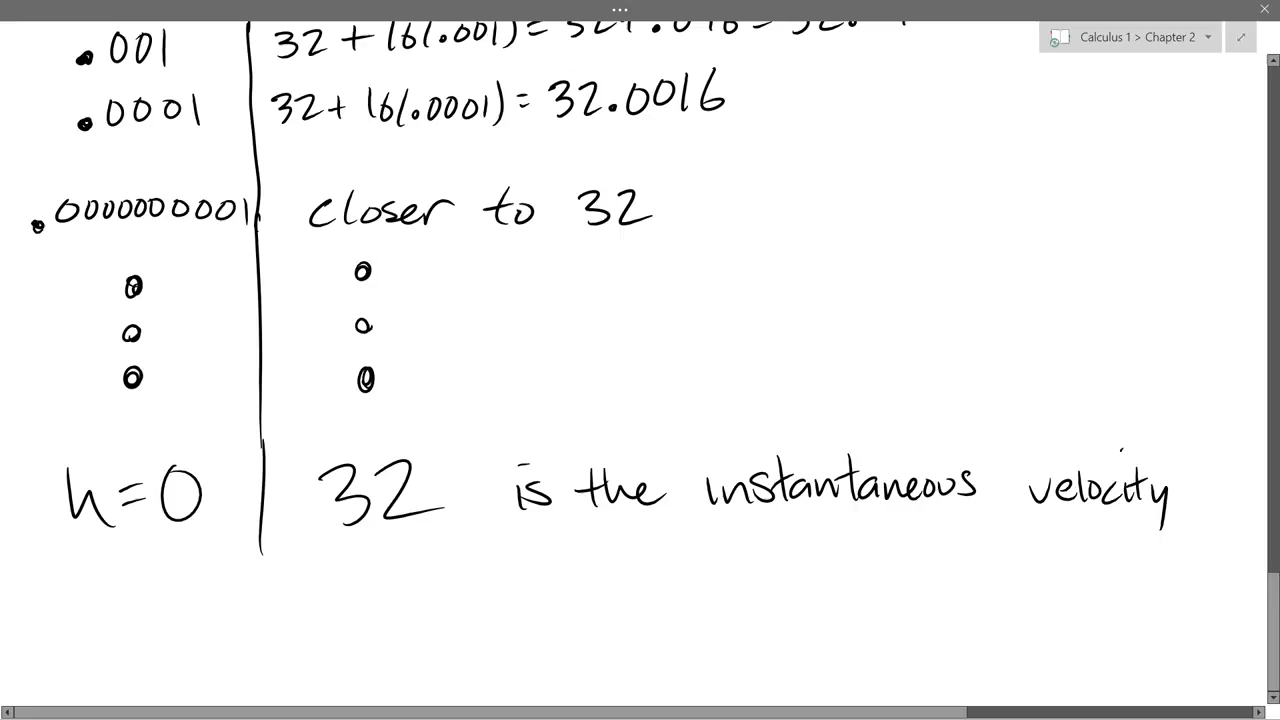 Calculus 1 > Chapter 2
.001 | 32 + 16(.001) =
.0001 | 32 + 16(.0001) = 32.0016
.0000000001 | closer to 32
h=0 | 32 is the instantaneous velocity